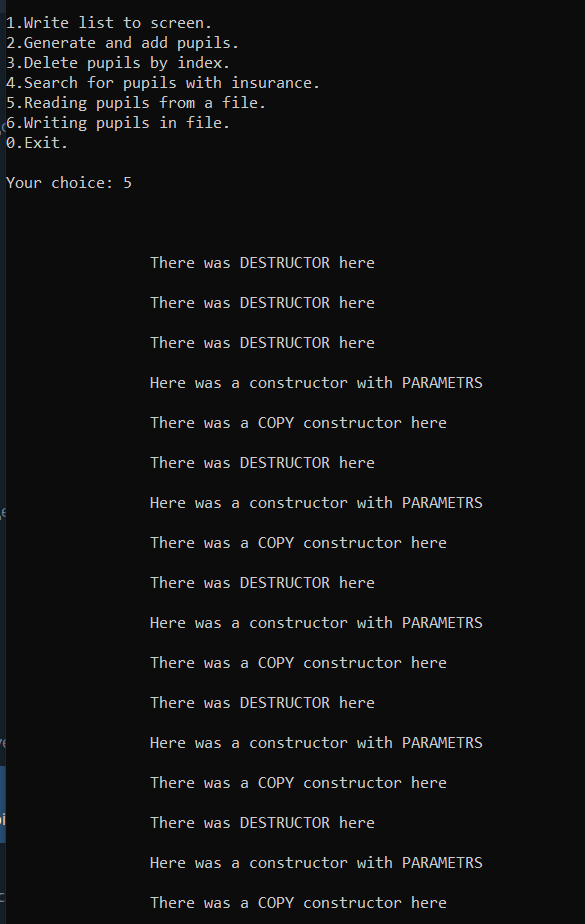 1.Write list to screen.
2.Generate and add pupils.
3.Delete pupils by index.
4.Search for pupils with insurance.
5.Reading pupils from a file.
6.Writing pupils in file.
0.Exit.
Your choice: 5
There was DESTRUCTOR here
There was DESTRUCTOR here
There was DESTRUCTOR here
Here was a constructor with PARAMETRS
There was a COPY constructor here
There was DESTRUCTOR here
Here was a constructor with PARAMETRS
There was a COPY constructor here
There was DESTRUCTOR here
Here was a constructor with PARAMETRS
There was a COPY constructor here
There was DESTRUCTOR here
Here was a constructor with PARAMETRS
There was a COPY constructor here
There was DESTRUCTOR here
Here was a constructor with PARAMETRS
There was a COPY constructor here